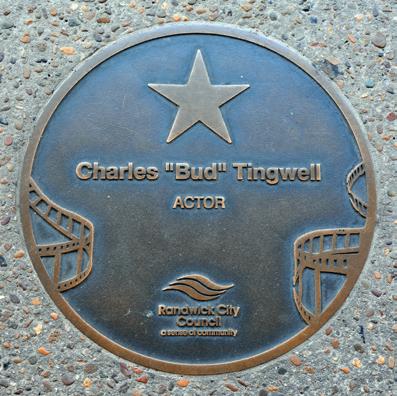 Charles "Bud" Tingwell
ACTOR
Randwick City
Council
a sense of community